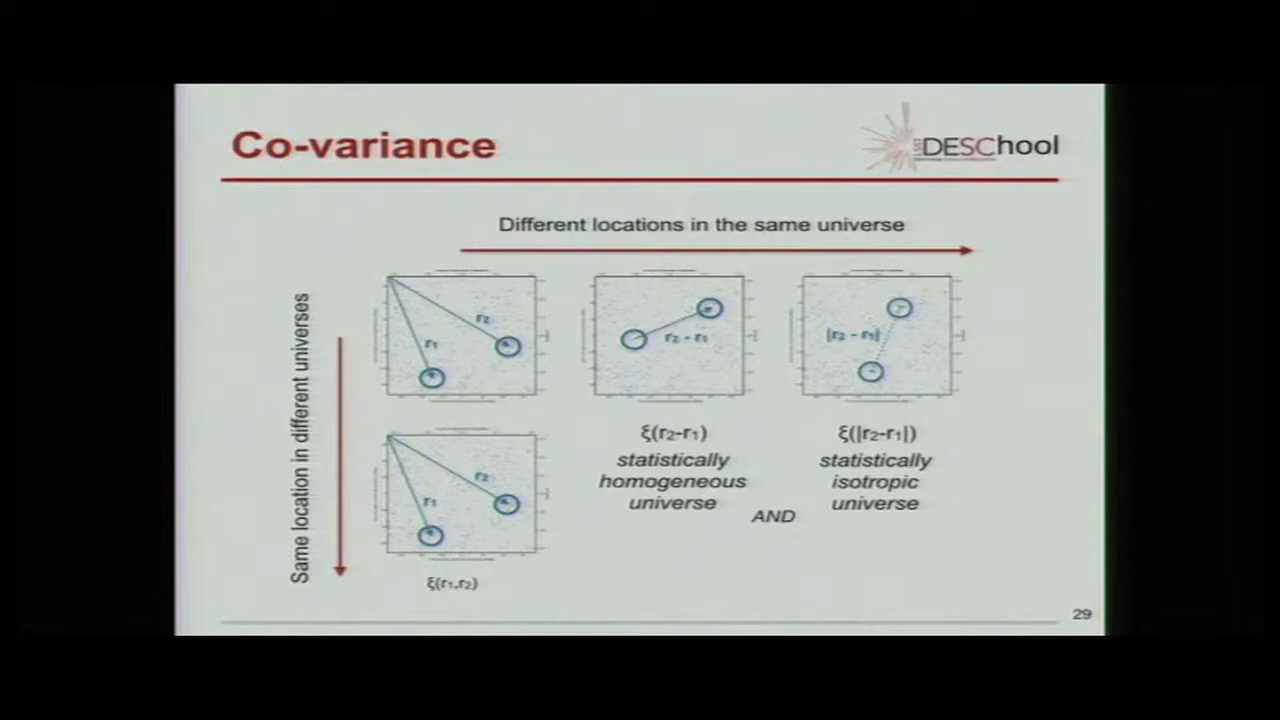 Co-variance
DESChool
Different locations in the same universe
Same location in different universes
r2
r1
r2 - r1
|r2 - r1|
r2
r1
ξ(r2-r1)
statistically
homogeneous
universe
AND
ξ(|r2-r1|)
statistically
isotropic
universe
ξ(r1,r2)
29